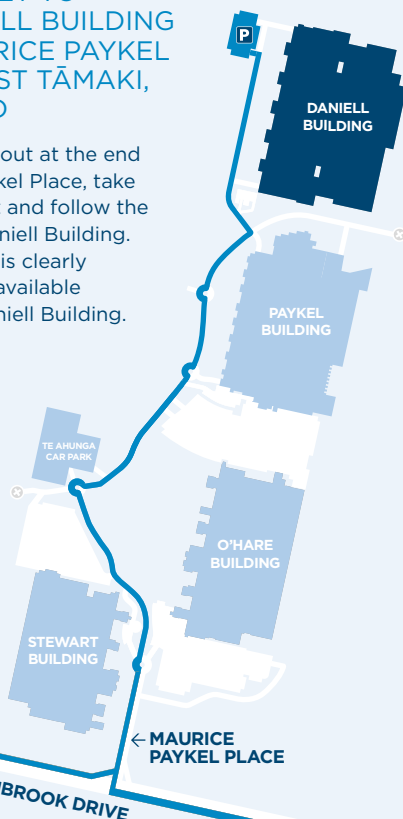 LL BUILDING
RICE PAYKEL
ST TĀMAKI,
out at the end
kel Place, take
and follow the
niell Building.
is clearly
available
niell Building.
P
DANIELL
BUILDING
PAYKEL
BUILDING
TE AHUNGA
CAR PARK
O'HARE
BUILDING
STEWART
BUILDING
← MAURICE
PAYKEL PLACE
BROOK DRIVE